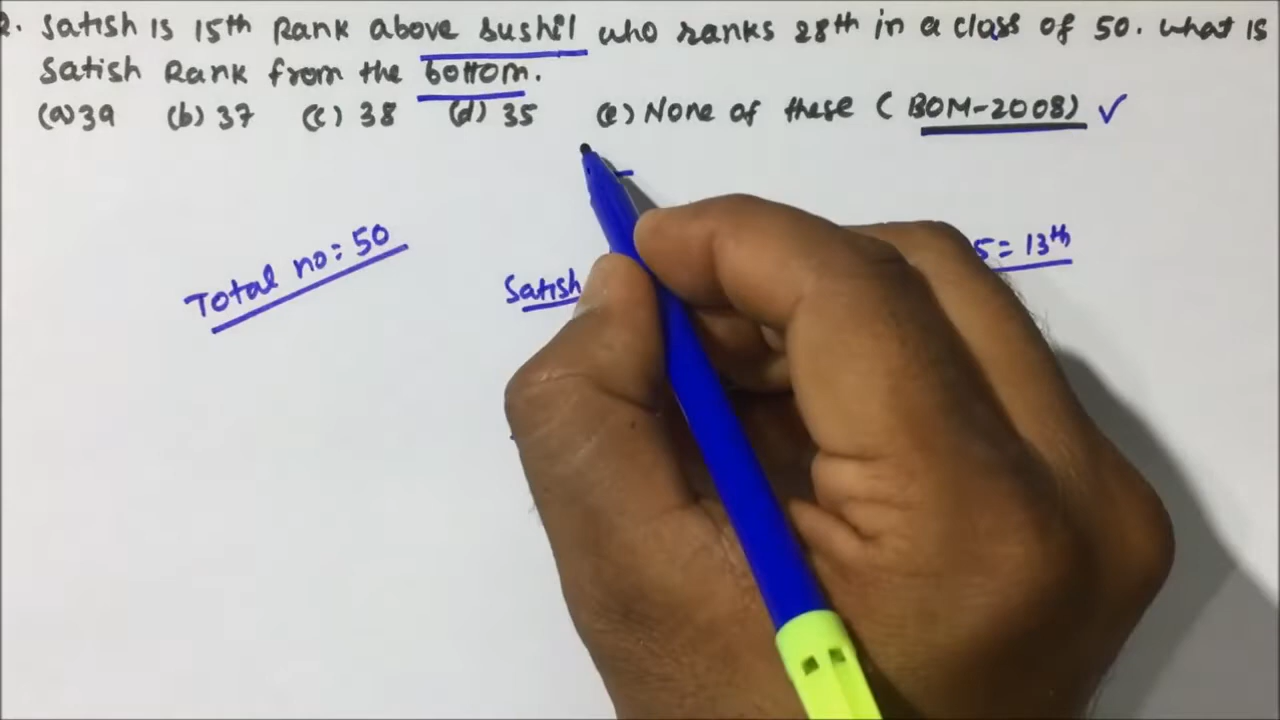 Q. Satish is 15th Rank above Sushil who ranks 28th in a class of 50. what is
Satish Rank from the bottom.
(a) 39 (b) 37 (c) 38 (d) 35 (e) None of these (BOM-2008) ✓
Total no: 50
Satish 5 = 13th